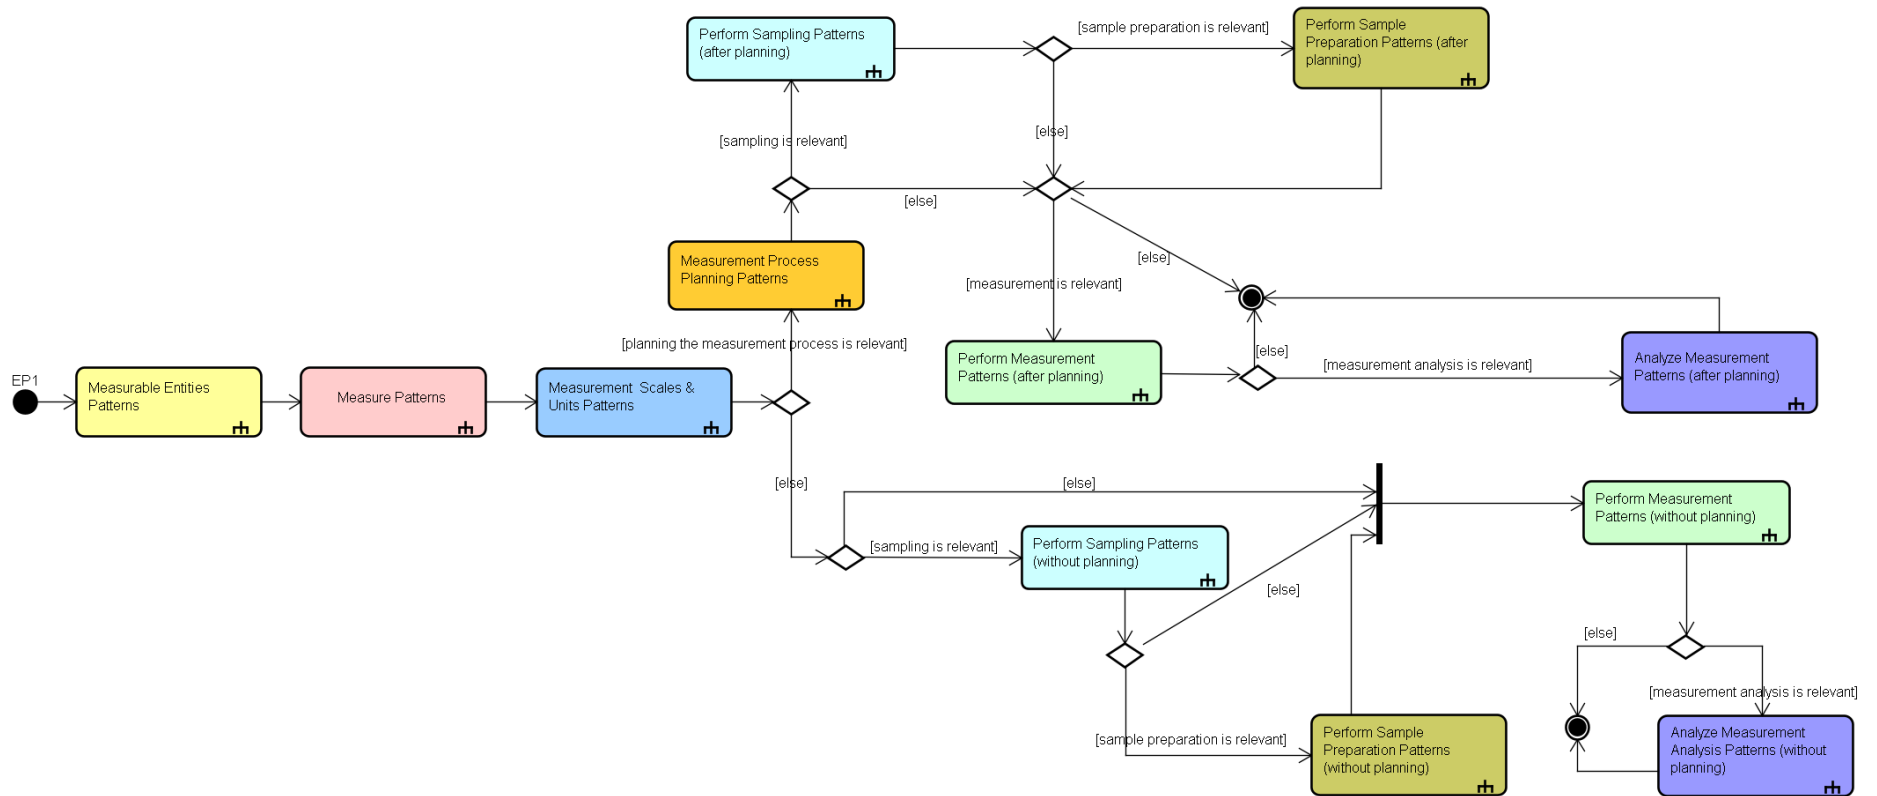 Perform Sampling Patterns
(after planning)
[sample preparation is relevant]
Perform Sample
Preparation Patterns (after
planning)
[sampling is relevant]
[else]
[else]
Measurement Process
Planning Patterns
[else]
[measurement is relevant]
[planning the measurement process is relevant]
Perform Measurement
Patterns (after planning)
[else]
[measurement analysis is relevant]
Analyze Measurement
Patterns (after planning)
EP1
Measurable Entities
Patterns
Measure Patterns
Measurement Scales &
Units Patterns
[else]
[else]
[sampling is relevant]
Perform Sampling Patterns
(without planning)
[else]
Perform Measurement
Patterns (without planning)
[else]
[measurement analysis is relevant]
[sample preparation is relevant]
Perform Sample
Preparation Patterns
(without planning)
Analyze Measurement
Analysis Patterns (without
planning)